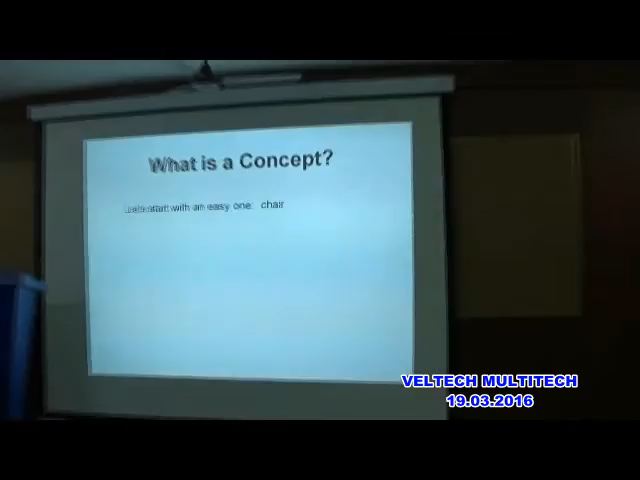 What is a Concept?
start with an easy one: chair
VELTECH MULTITECH
19.03.2016